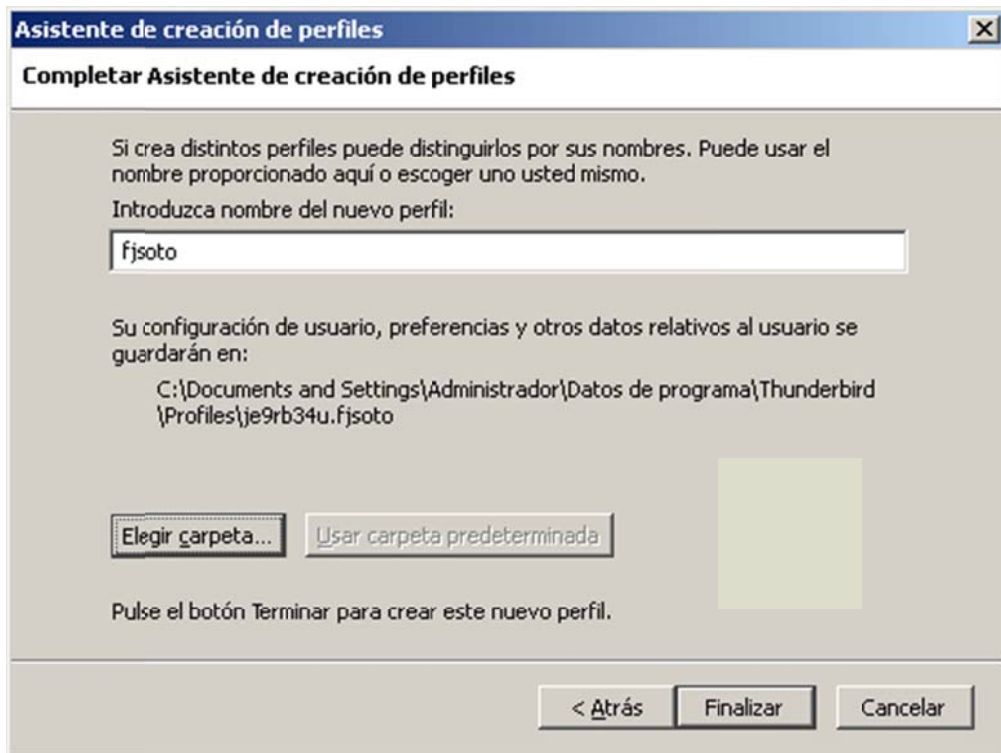 Asistente de creación de perfiles
Completar Asistente de creación de perfiles
Si crea distintos perfiles puede distinguirlos por sus nombres. Puede usar el
nombre proporcionado aquí o escoger uno usted mismo.
Introduzca nombre del nuevo perfil:
fjsoto
Su configuración de usuario, preferencias y otros datos relativos al usuario se
guardarán en:
C:\Documents and Settings\Administrador\Datos de programa\Thunderbird
\Profiles\je9rb34u.fjsoto
Elegir carpeta... Usar carpeta predeterminada
Pulse el botón Terminar para crear este nuevo perfil.
< Atrás Finalizar Cancelar